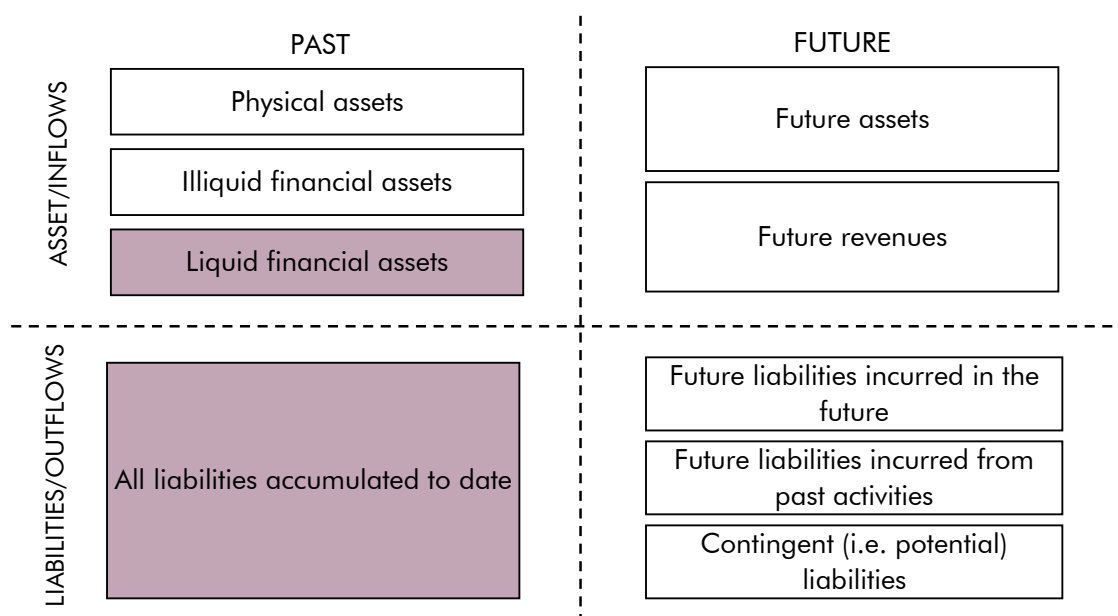 PAST
FUTURE
ASSET/INFLOWS
Physical assets
Illiquid financial assets
Liquid financial assets
Future assets
Future revenues
LIABILITIES/OUTFLOWS
All liabilities accumulated to date
Future liabilities incurred in the
future
Future liabilities incurred from
past activities
Contingent (i.e. potential)
liabilities